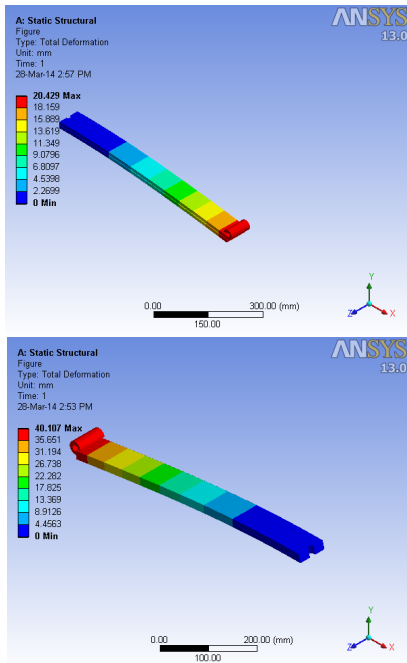 A: Static Structural
Figure
Type: Total Deformation
Unit: mm
Time: 1
28-Mar-14 2:57 PM
ANSYS
13.0
20.429 Max
18.159
15.889
13.619
11.349
9.0796
6.8097
4.5398
2.2699
0 Min
0.00 300.00 (mm)
150.00
Y
Z X
A: Static Structural
Figure
Type: Total Deformation
Unit: mm
Time: 1
28-Mar-14 2:53 PM
ANSYS
13.0
40.107 Max
35.651
31.194
26.738
22.282
17.825
13.369
8.9126
4.4563
0 Min
0.00 200.00 (mm)
100.00
Y
Z X